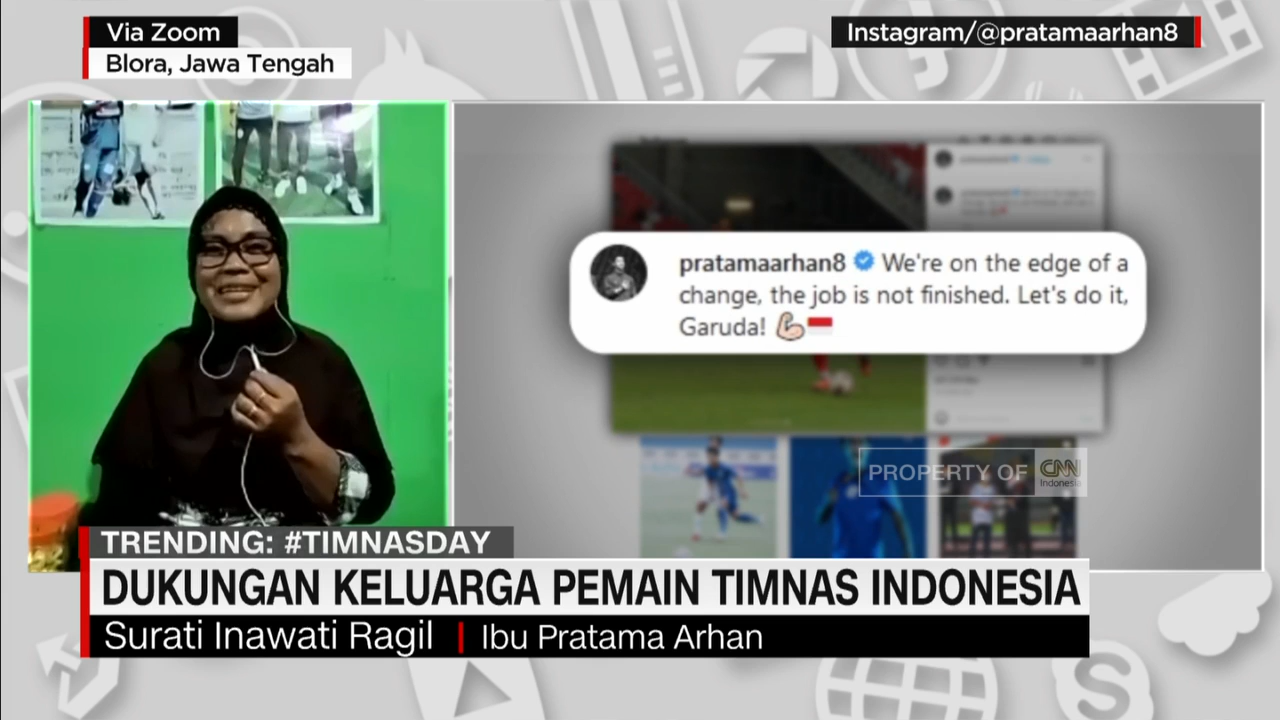 Via Zoom
Blora, Jawa Tengah
Instagram/@pratamaarhan8
pratamaarhan8 We're on the edge of a
change, the job is not finished. Let's do it,
Garuda! 💪🏻🇮🇩
PROPERTY OF CNN Indonesia
TRENDING: #TIMNASDAY
DUKUNGAN KELUARGA PEMAIN TIMNAS INDONESIA
Surati Inawati Ragil | Ibu Pratama Arhan